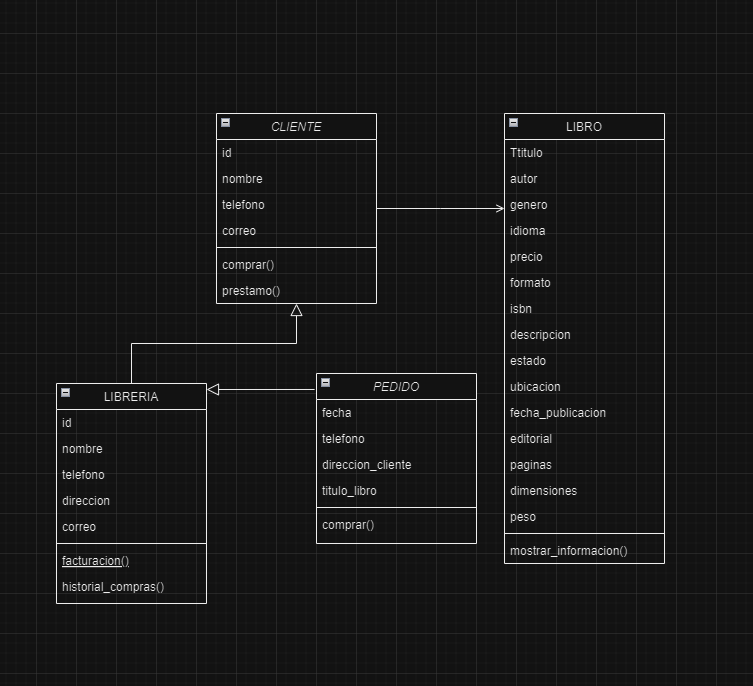 CLIENTE
id
nombre
telefono
correo
comprar()
prestamo()
LIBRO
Ttitulo
autor
genero
idioma
precio
formato
isbn
descripcion
estado
ubicacion
fecha_publicacion
editorial
paginas
dimensiones
peso
mostrar_informacion()
LIBRERIA
id
nombre
telefono
direccion
correo
facturacion()
historial_compras()
PEDIDO
fecha
telefono
direccion_cliente
titulo_libro
comprar()